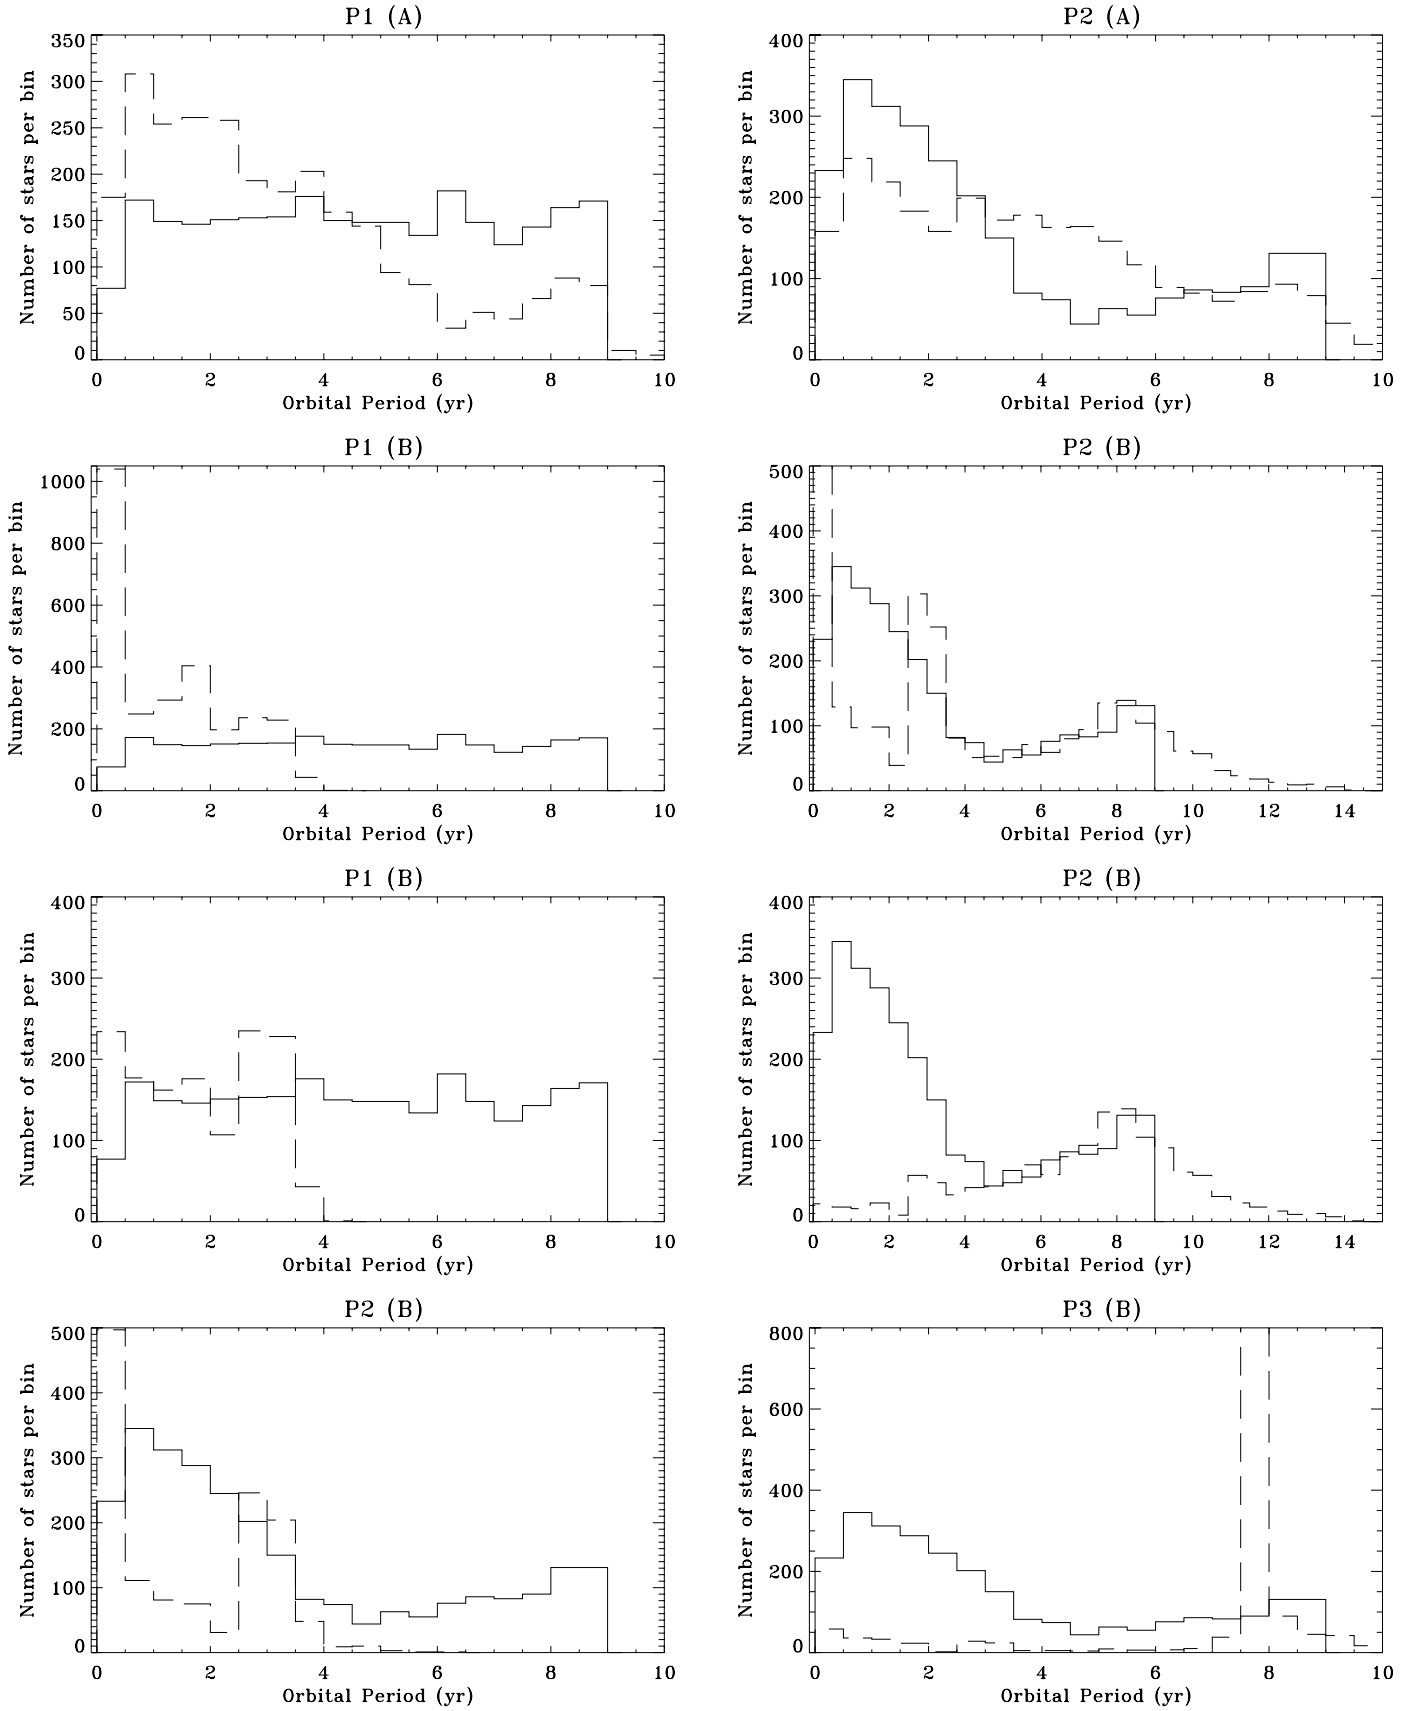 P1 (A)
Number of stars per bin
350
300
250
200
150
100
50
0
0 2 4 6 8 10
Orbital Period (yr)
P2 (A)
Number of stars per bin
400
300
200
100
0
0 2 4 6 8 10
Orbital Period (yr)
P1 (B)
Number of stars per bin
1000
800
600
400
200
0
0 2 4 6 8 10
Orbital Period (yr)
P2 (B)
Number of stars per bin
500
400
300
200
100
0
0 2 4 6 8 10 12 14
Orbital Period (yr)
P1 (B)
Number of stars per bin
400
300
200
100
0
0 2 4 6 8 10
Orbital Period (yr)
P2 (B)
Number of stars per bin
400
300
200
100
0
0 2 4 6 8 10 12 14
Orbital Period (yr)
P2 (B)
Number of stars per bin
500
400
300
200
100
0
0 2 4 6 8 10
Orbital Period (yr)
P3 (B)
Number of stars per bin
800
600
400
200
0
0 2 4 6 8 10
Orbital Period (yr)